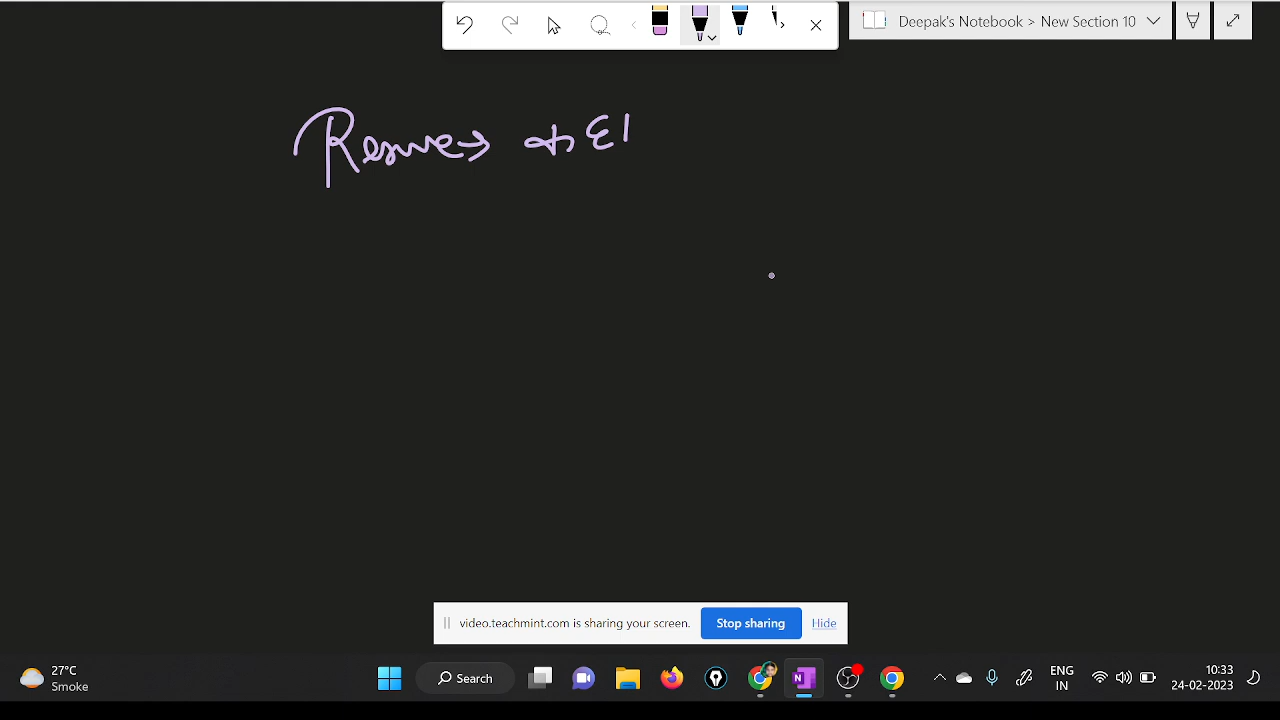 Deepak's Notebook > New Section 10
Reserve →
video.teachmint.com is sharing your screen.
Stop sharing
Hide
27°C
Smoke
Search
ENG
IN
10:33
24-02-2023